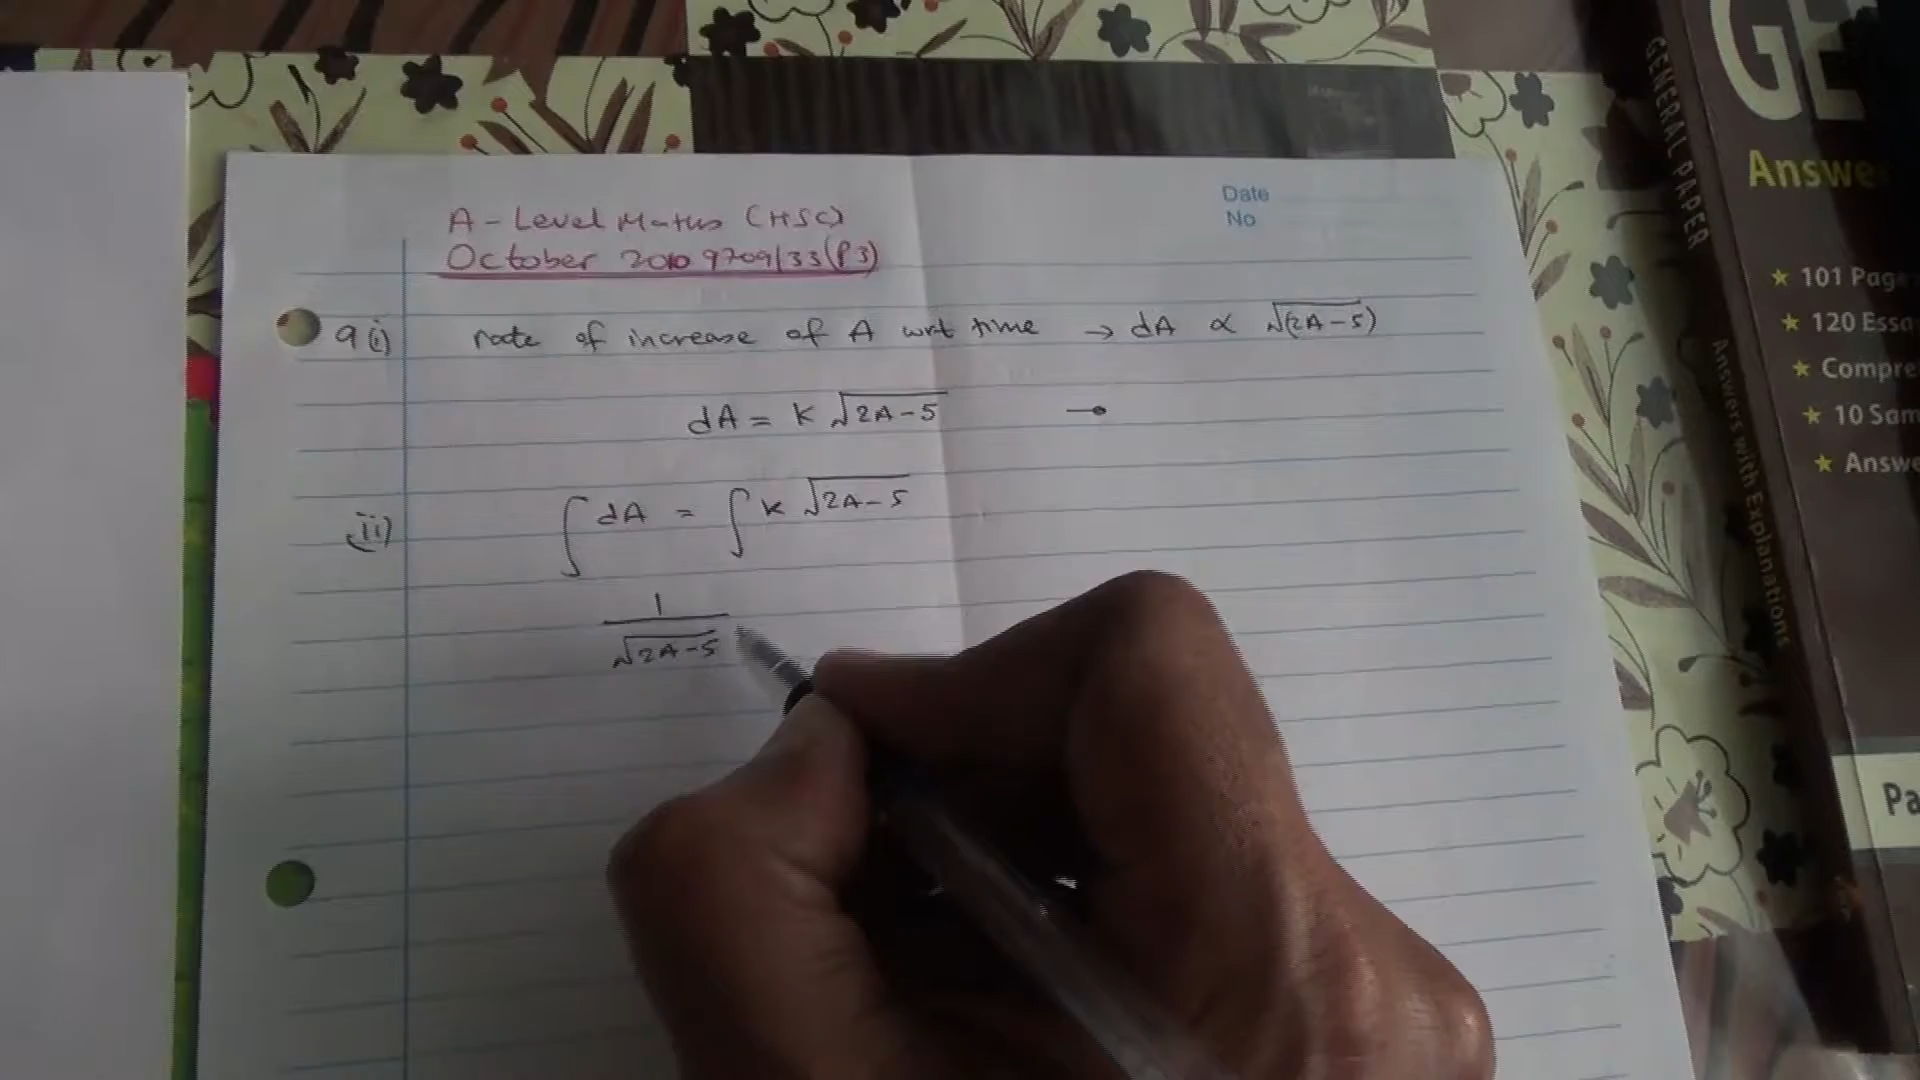 A-Level Maths (HSC)
October 2010 9709/33(P3)
Date
No
9(i) rate of increase of A wrt time → dA ∝ √(2A-5)
dA = K √2A-5
(ii) ∫ dA = ∫ K √2A-5
1
√2A-5
GE
GENERAL PAPER
Answe
★ 101 Page
★ 120 Essa
★ Compre
★ 10 Sam
★ Answe
Answers with Explanations
Pa